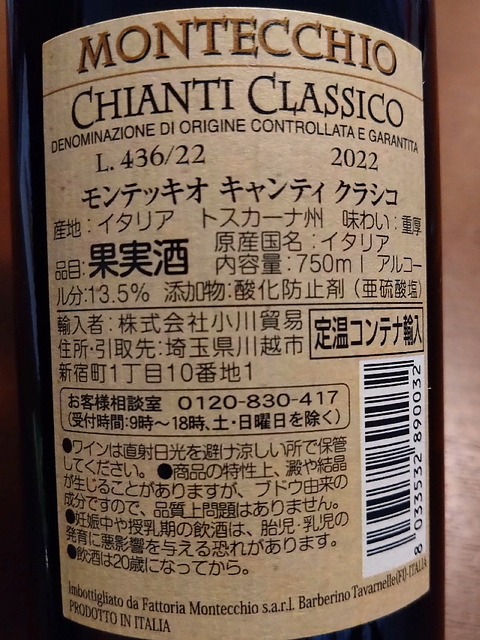 MONTECCHIO
CHIANTI CLASSICO
DENOMINAZIONE DI ORIGINE CONTROLLATA E GARANTITA
L. 436/22 2022
モンテッキオ キャンティ クラシコ
産地：イタリア トスカーナ州 味わい：重厚
品目：果実酒 原産国名：イタリア
内容量：750ml アルコー
ル分：13.5% 添加物：酸化防止剤（亜硫酸塩）
輸入者：株式会社小川貿易
住所・引取先：埼玉県川越市
新宿町1丁目10番地1
定温コンテナ輸入
お客様相談室 0120-830-417
（受付時間：9時〜18時、土・日曜日を除く）
●ワインは直射日光を避け涼しい所で保管
してください。 ●商品の特性上、澱や結晶
が生じることがありますが、ブドウ由来の
成分ですので、品質上問題はありません。
●妊娠中や授乳期の飲酒は、胎児・乳児の
発育に悪影響を与える恐れがあります。
●飲酒は20歳になってから。
8 033532 890032
Imbottigliato da Fattoria Montecchio s.a.r.l. Barberino Tavarnelle(FI)-ITALIA
PRODOTTO IN ITALIA